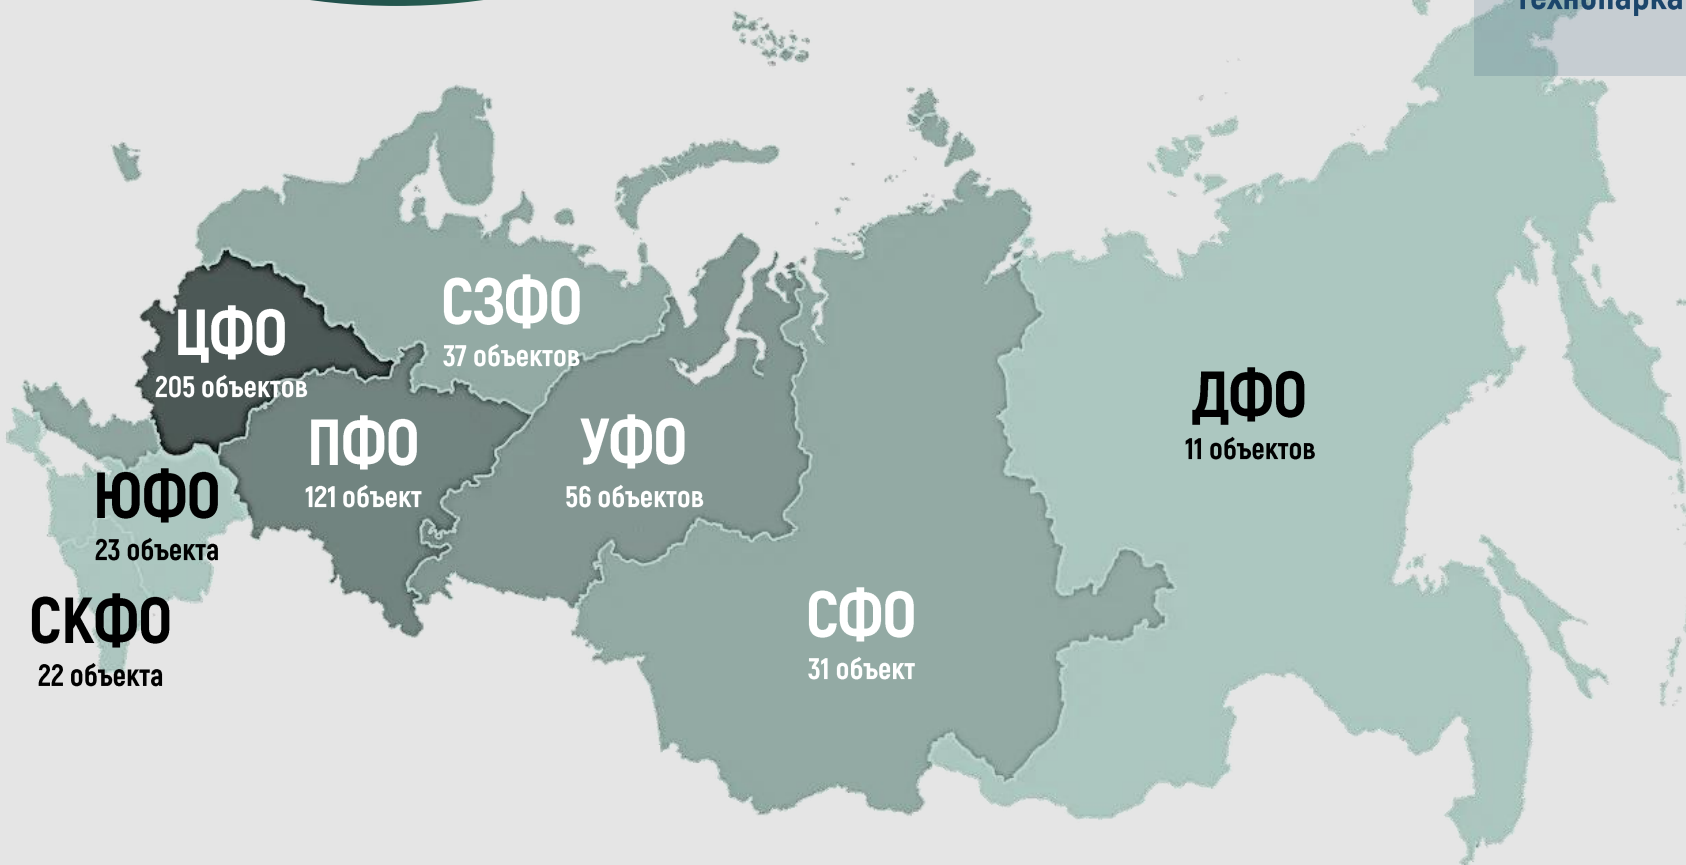 технопарка
СЗФО
37 объектов
ЦФО
205 объектов
ПФО
121 объект
УФО
56 объектов
ДФО
11 объектов
ЮФО
23 объекта
СКФО
22 объекта
СФО
31 объект